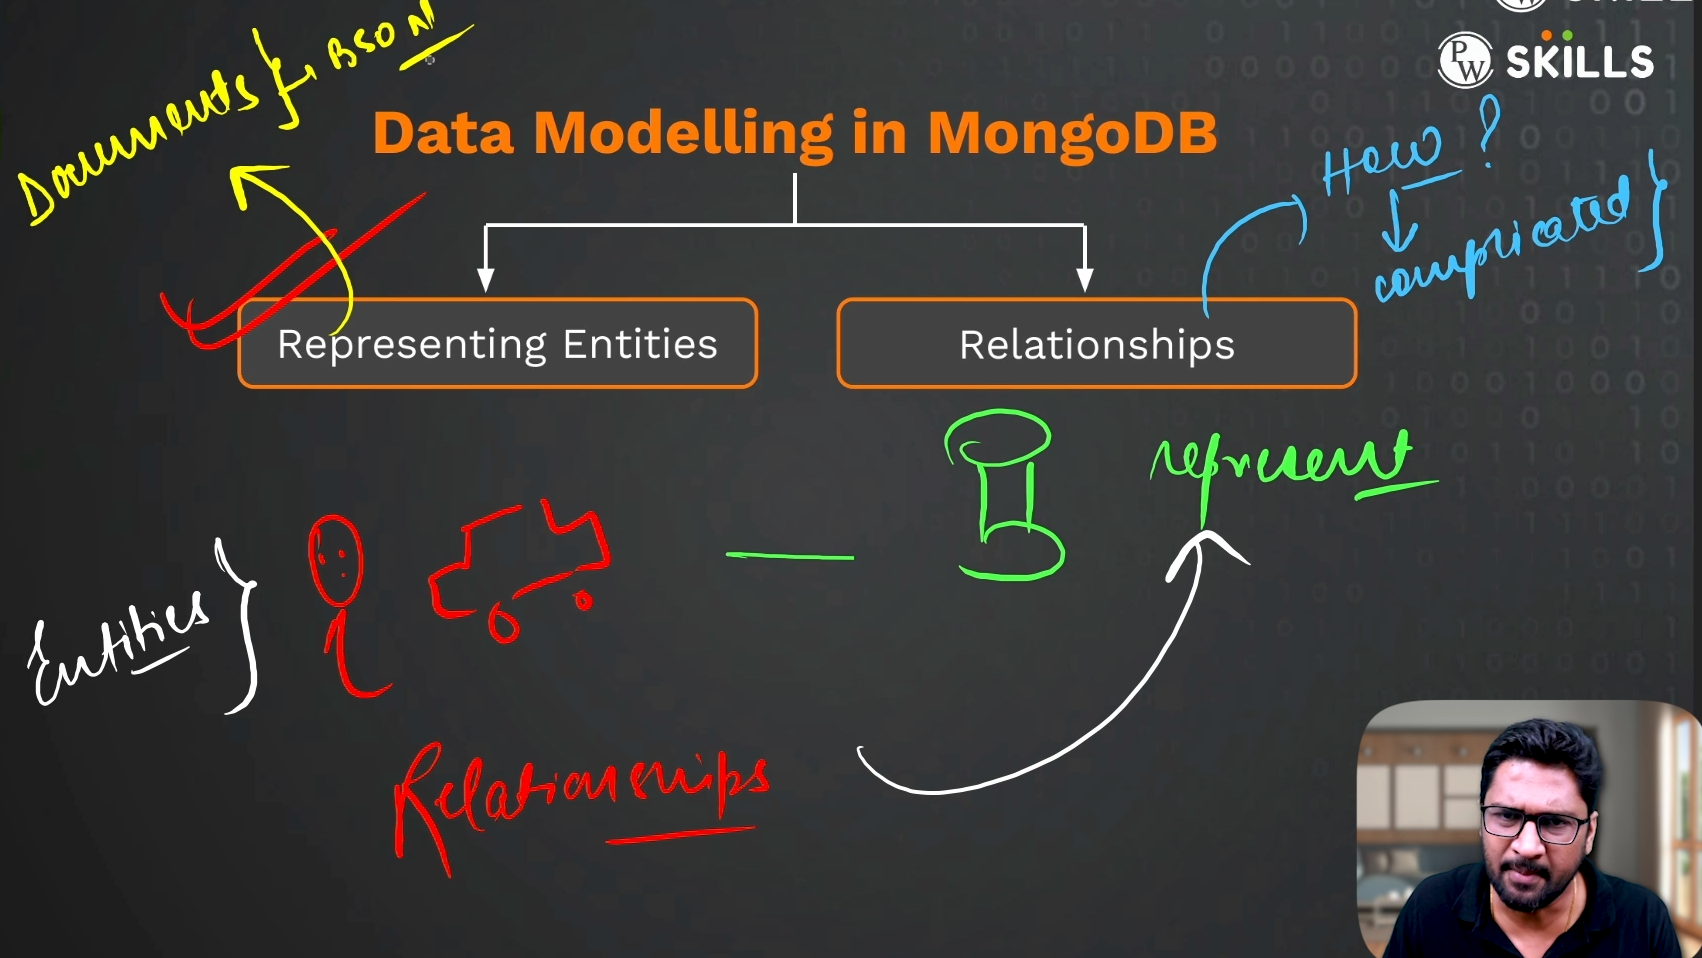 Documents } → BSON
PW SKILLS
Data Modelling in MongoDB
How ?
complicated }
Representing Entities
Relationships
represent
Entities }
Relationships